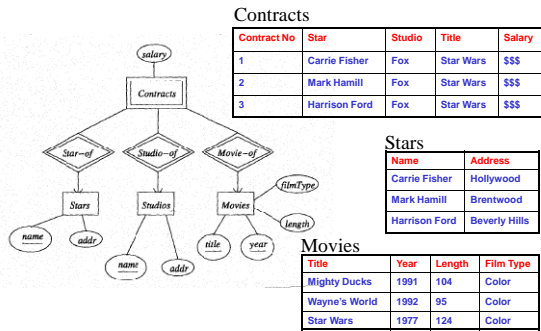 Contracts
Contract No Star Studio Title Salary
1 Carrie Fisher Fox Star Wars $$$
2 Mark Hamill Fox Star Wars $$$
3 Harrison Ford Fox Star Wars $$$
salary
Contracts
Star-of Studio-of Movie-of
filmType
Stars Studios Movies
length
name addr title year
name addr
Stars
Name Address
Carrie Fisher Hollywood
Mark Hamill Brentwood
Harrison Ford Beverly Hills
Movies
Title Year Length Film Type
Mighty Ducks 1991 104 Color
Wayne's World 1992 95 Color
Star Wars 1977 124 Color